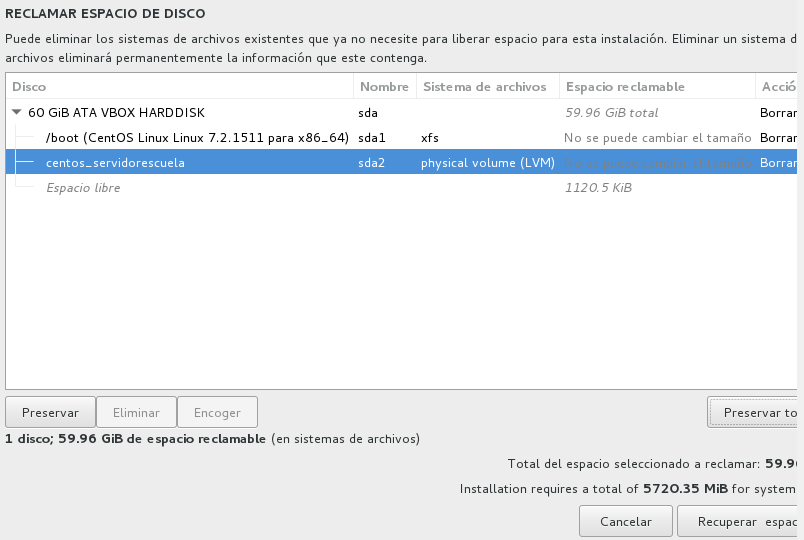 RECLAMAR ESPACIO DE DISCO
Puede eliminar los sistemas de archivos existentes que ya no necesite para liberar espacio para esta instalación. Eliminar un sistema d
archivos eliminará permanentemente la información que este contenga.
Disco Nombre Sistema de archivos Espacio reclamable Acció
60 GiB ATA VBOX HARDDISK sda 59.96 GiB total Borrar
/boot (CentOS Linux Linux 7.2.1511 para x86_64) sda1 xfs No se puede cambiar el tamaño Borrar
centos_servidorescuela sda2 physical volume (LVM) No se puede cambiar el tamaño Borrar
Espacio libre 1120.5 KiB
Preservar Eliminar Encoger Preservar to
1 disco; 59.96 GiB de espacio reclamable (en sistemas de archivos)
Total del espacio seleccionado a reclamar: 59.9
Installation requires a total of 5720.35 MiB for system
Cancelar Recuperar espac